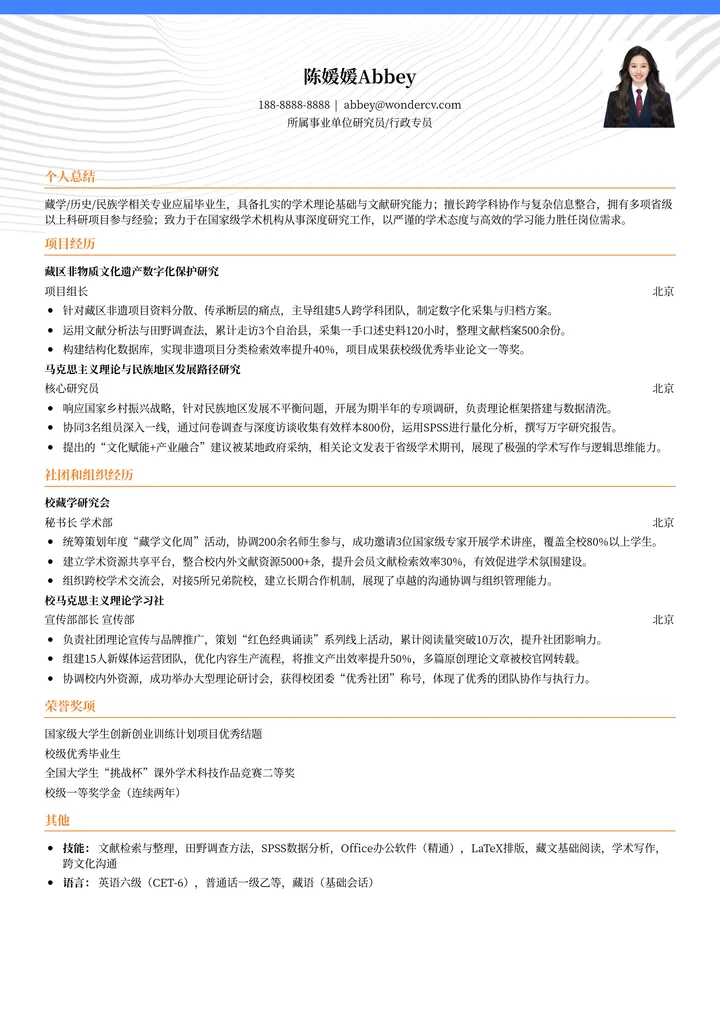 陈媛媛Abbey
188-8888-8888 | abbey@wondercv.com
所属事业单位研究员/行政专员
个人总结
藏学/历史/民族学相关专业应届毕业生，具备扎实的学术理论基础与文献研究能力；擅长跨学科协作与复杂信息整合，拥有多项省级
以上科研项目参与经验；致力于在国家级学术机构从事深度研究工作，以严谨的学术态度与高效的学习能力胜任岗位需求。
项目经历
藏区非物质文化遗产数字化保护研究
项目组长 北京
• 针对藏区非遗项目资料分散、传承断层的痛点，主导组建5人跨学科团队，制定数字化采集与归档方案。
• 运用文献分析法与田野调查法，累计走访3个自治县，采集一手口述史料120小时，整理文献档案500余份。
• 构建结构化数据库，实现非遗项目分类检索效率提升40%，项目成果获校级优秀毕业论文一等奖。
马克思主义理论与民族地区发展路径研究
核心研究员 北京
• 响应国家乡村振兴战略，针对民族地区发展不平衡问题，开展为期半年的专项调研，负责理论框架搭建与数据清洗。
• 协同3名组员深入一线，通过问卷调查与深度访谈收集有效样本800份，运用SPSS进行量化分析，撰写万字研究报告。
• 提出的“文化赋能+产业融合”建议被某地政府采纳，相关论文发表于省级学术期刊，展现了极强的学术写作与逻辑思维能力。
社团和组织经历
校藏学研究会
秘书长 学术部 北京
• 统筹策划年度“藏学文化周”活动，协调200余名师生参与，成功邀请3位国家级专家开展学术讲座，覆盖全校80%以上学生。
• 建立学术资源共享平台，整合校内外文献资源5000+条，提升会员文献检索效率30%，有效促进学术氛围建设。
• 组织跨校学术交流会，对接5所兄弟院校，建立长期合作机制，展现了卓越的沟通协调与组织管理能力。
校马克思主义理论学习社
宣传部部长 宣传部 北京
• 负责社团理论宣传与品牌推广，策划“红色经典诵读”系列线上活动，累计阅读量突破10万次，提升社团影响力。
• 组建15人新媒体运营团队，优化内容生产流程，将推文产出效率提升50%，多篇原创理论文章被校官网转载。
• 协调校内外资源，成功举办大型理论研讨会，获得校团委“优秀社团”称号，体现了优秀的团队协作与执行力。
荣誉奖项
国家级大学生创新创业训练计划项目优秀结题
校级优秀毕业生
全国大学生“挑战杯”课外学术科技作品竞赛二等奖
校级一等奖学金（连续两年）
其他
• 技能： 文献检索与整理，田野调查方法，SPSS数据分析，Office办公软件（精通），LaTeX排版，藏文基础阅读，学术写作，
跨文化沟通
• 语言： 英语六级（CET-6），普通话一级乙等，藏语（基础会话）